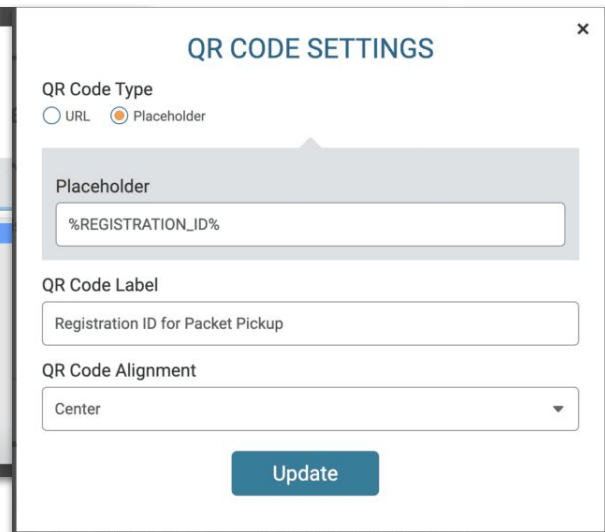 ×
QR CODE SETTINGS
QR Code Type
URL Placeholder
Placeholder
%REGISTRATION_ID%
QR Code Label
Registration ID for Packet Pickup
QR Code Alignment
Center
Update